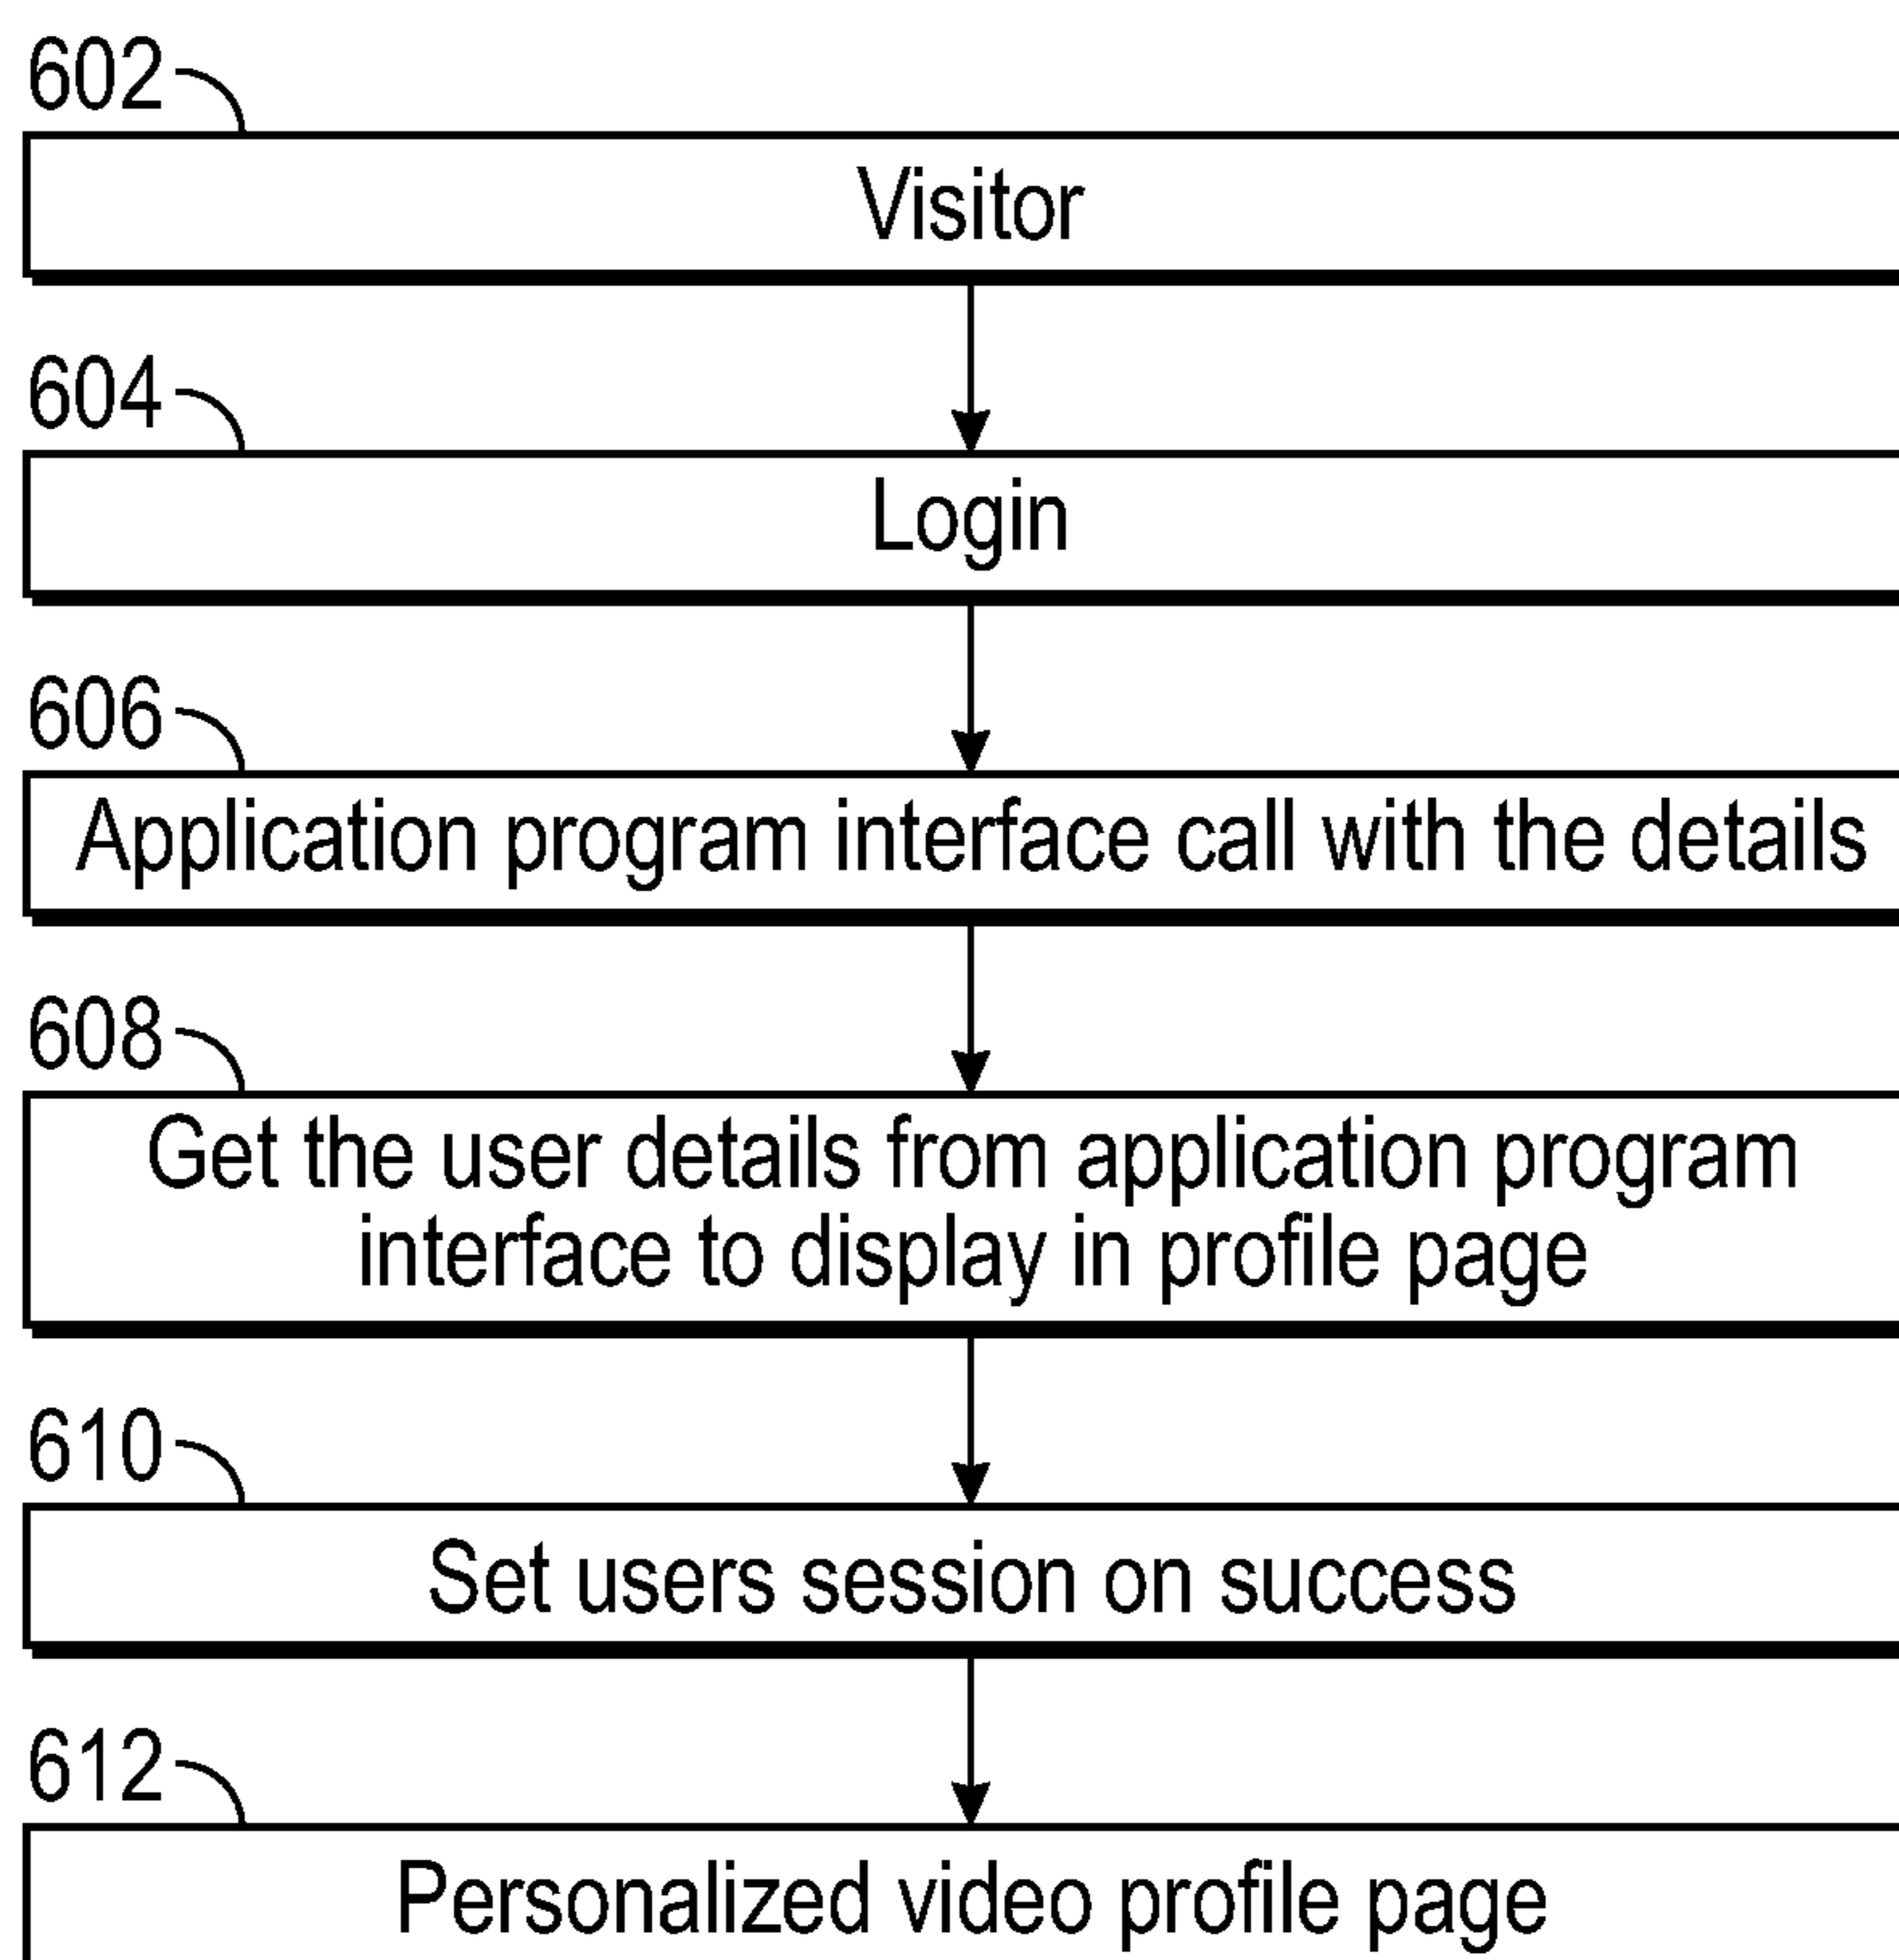 602
Visitor
604
Login
606
Application program interface call with the details
608
Get the user details from application program
interface to display in profile page
610
Set users session on success
612
Personalized video profile page